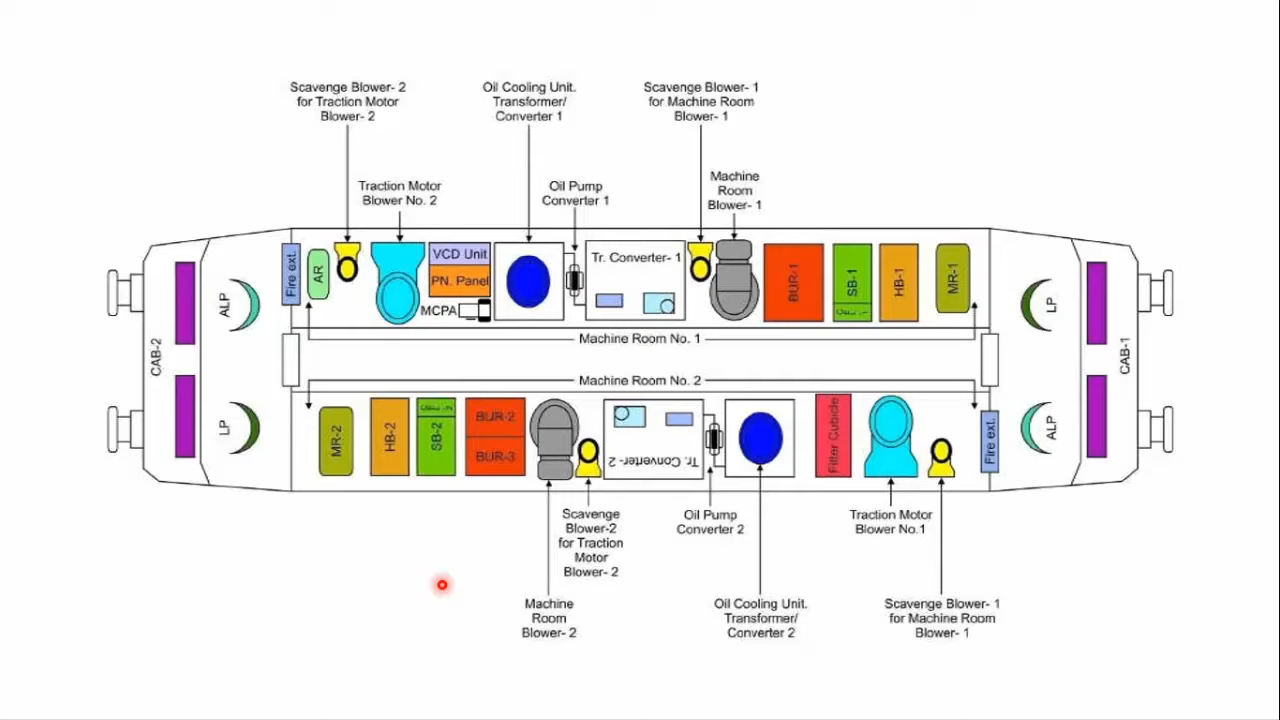 Scavenge Blower- 2
for Traction Motor
Blower- 2
Oil Cooling Unit.
Transformer/
Converter 1
Scavenge Blower- 1
for Machine Room
Blower- 1
Traction Motor
Blower No. 2
Oil Pump
Converter 1
Machine
Room
Blower- 1
Fire ext.
AR
VCD Unit
PN. Panel
MCPA
Tr. Converter- 1
BUR-1
SB-1
HB-1
MR-1
ALP
LP
CAB-2
CAB-1
Machine Room No. 1
Machine Room No. 2
LP
MR-2
HB-2
SB-2
BUR-2
BUR-3
Tr. Converter- 2
Filter Cubicle
Fire ext.
ALP
Scavenge
Blower-2
for Traction
Motor
Blower- 2
Oil Pump
Converter 2
Traction Motor
Blower No.1
Machine
Room
Blower- 2
Oil Cooling Unit.
Transformer/
Converter 2
Scavenge Blower- 1
for Machine Room
Blower- 1